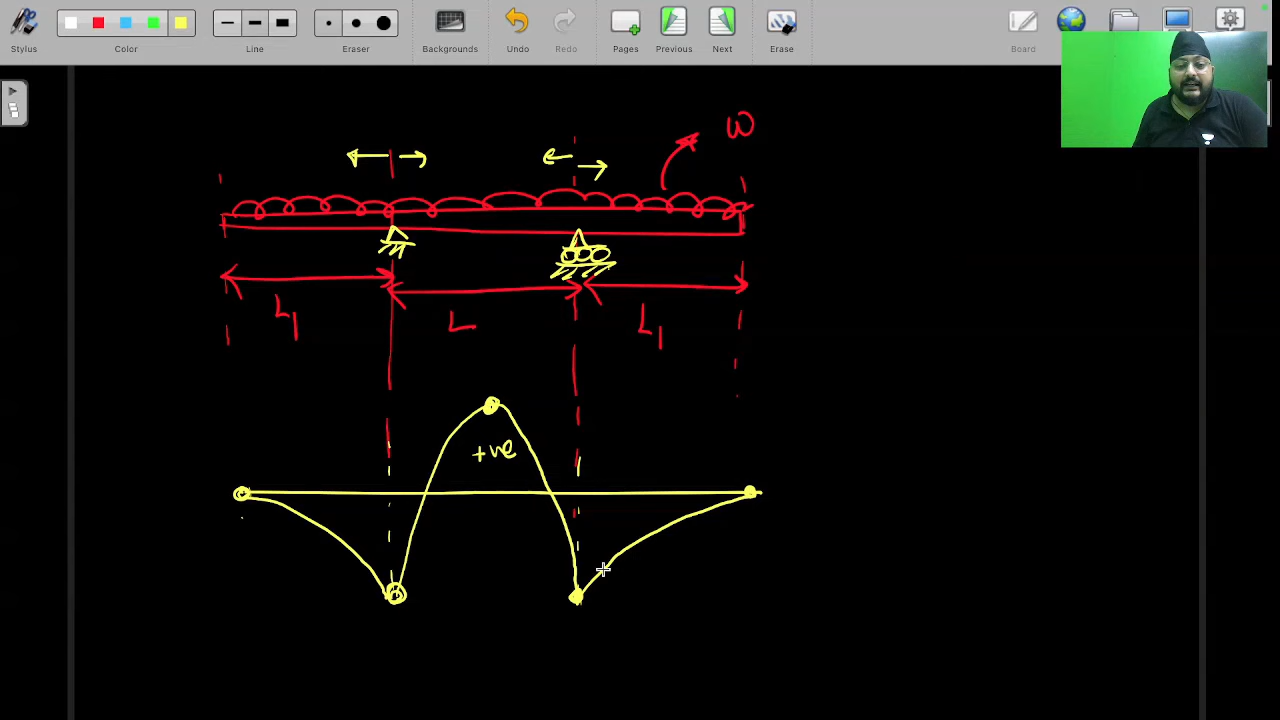 Stylus
Color
Line
Eraser
Backgrounds
Undo
Redo
Pages
Previous
Next
Erase
Board
W
L1
L
L1
+ve